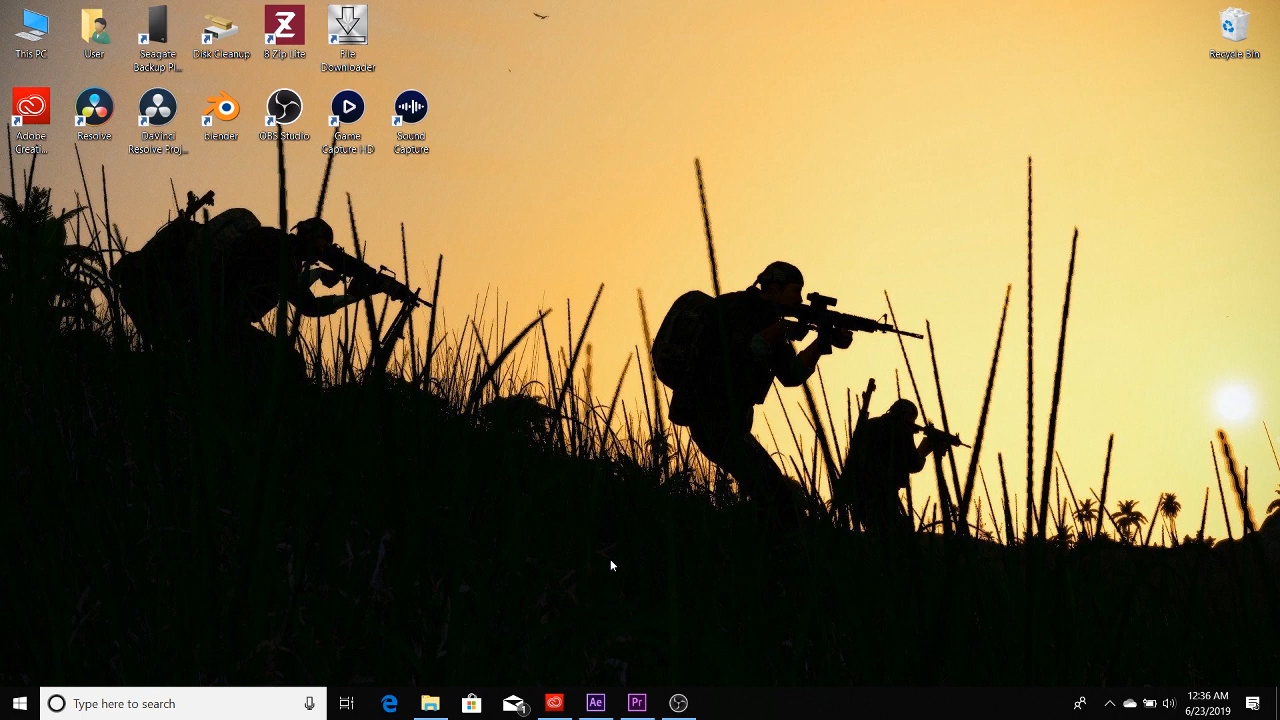 This PC
User
Seagate
Backup Pl...
Disk Cleanup
8 Zip Lite
File
Downloader
Recycle Bin
Adobe
Creati...
Resolve
DaVinci
Resolve Proj...
blender
OBS Studio
Game
Capture HD
Sound
Capture
Type here to search
1
Ae
Pr
12:36 AM
6/23/2019